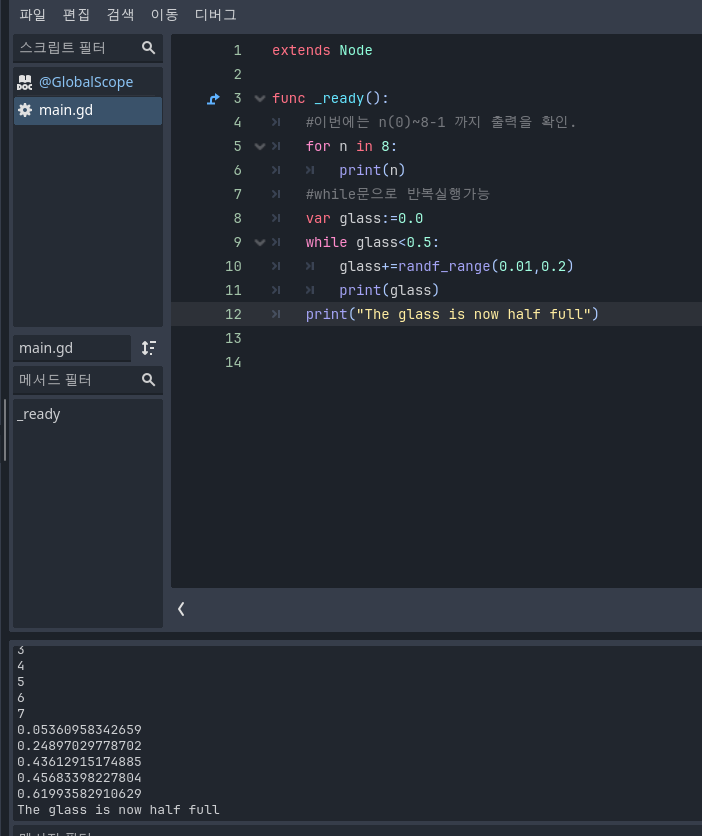 파일 편집 검색 이동 디버그
스크립트 필터
@GlobalScope
main.gd
main.gd
메서드 필터
_ready
1 extends Node
2
3 func _ready():
4 #이번에는 n(0)~8-1 까지 출력을 확인.
5 for n in 8:
6 print(n)
7 #while문으로 반복실행가능
8 var glass:=0.0
9 while glass<0.5:
10 glass+=randf_range(0.01,0.2)
11 print(glass)
12 print("The glass is now half full")
13
14
3
4
5
6
7
0.05360958342659
0.24897029778702
0.43612915174885
0.45683398227804
0.61993582910629
The glass is now half full